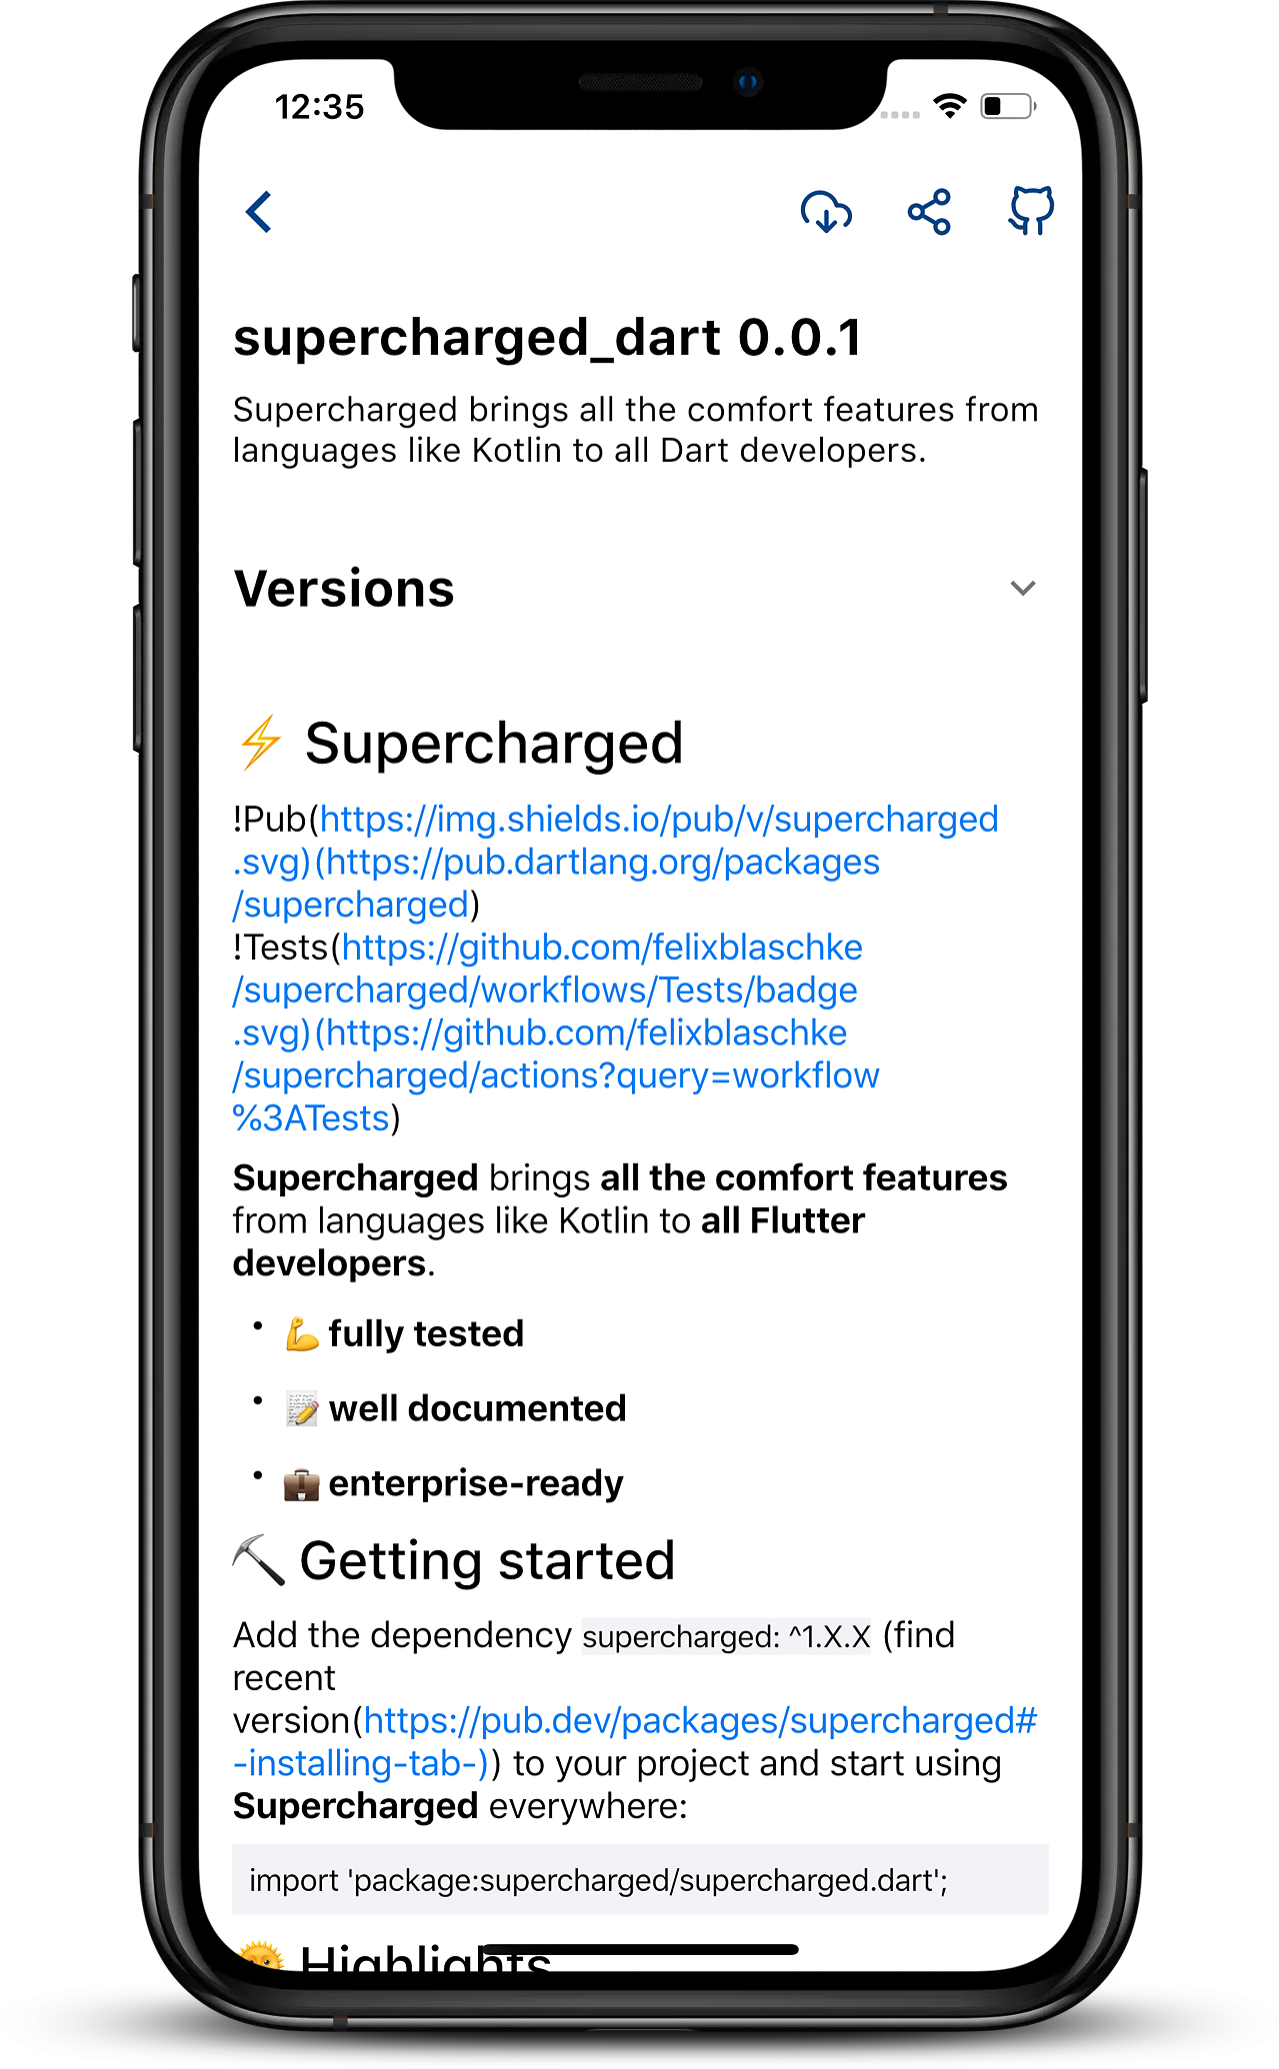 12:35
supercharged_dart 0.0.1
Supercharged brings all the comfort features from
languages like Kotlin to all Dart developers.
Versions
⚡ Supercharged
!Pub(https://img.shields.io/pub/v/supercharged
.svg)(https://pub.dartlang.org/packages
/supercharged)
!Tests(https://github.com/felixblaschke
/supercharged/workflows/Tests/badge
.svg)(https://github.com/felixblaschke
/supercharged/actions?query=workflow
%3ATests)
Supercharged brings all the comfort features
from languages like Kotlin to all Flutter
developers.
• 💪 fully tested
• 📝 well documented
• 💼 enterprise-ready
⛏ Getting started
Add the dependency supercharged: ^1.X.X (find
recent
version(https://pub.dev/packages/supercharged#
-installing-tab-)) to your project and start using
Supercharged everywhere:
import 'package:supercharged/supercharged.dart';
🌞 Highlights